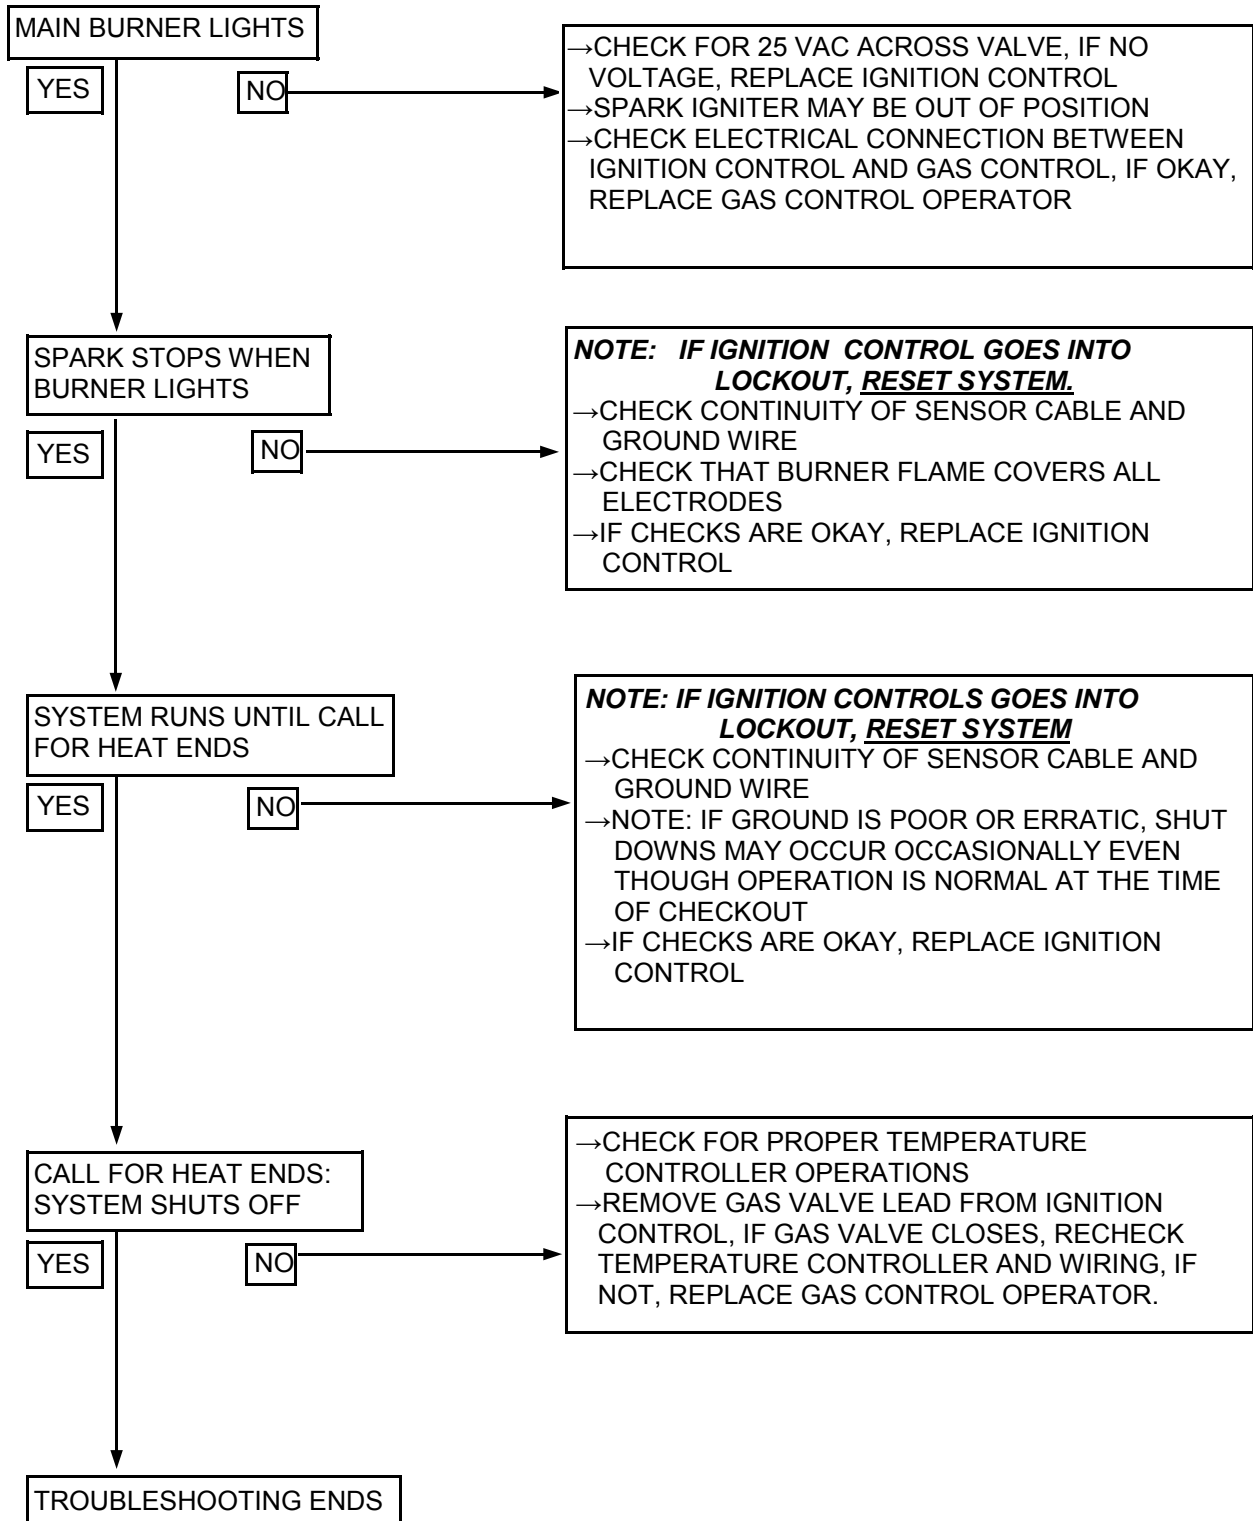 MAIN BURNER LIGHTS
YES
NO
→CHECK FOR 25 VAC ACROSS VALVE, IF NO
VOLTAGE, REPLACE IGNITION CONTROL
→SPARK IGNITER MAY BE OUT OF POSITION
→CHECK ELECTRICAL CONNECTION BETWEEN
IGNITION CONTROL AND GAS CONTROL, IF OKAY,
REPLACE GAS CONTROL OPERATOR
SPARK STOPS WHEN
BURNER LIGHTS
YES
NO
NOTE: IF IGNITION CONTROL GOES INTO
LOCKOUT, RESET SYSTEM.
→CHECK CONTINUITY OF SENSOR CABLE AND
GROUND WIRE
→CHECK THAT BURNER FLAME COVERS ALL
ELECTRODES
→IF CHECKS ARE OKAY, REPLACE IGNITION
CONTROL
SYSTEM RUNS UNTIL CALL
FOR HEAT ENDS
YES
NO
NOTE: IF IGNITION CONTROLS GOES INTO
LOCKOUT, RESET SYSTEM
→CHECK CONTINUITY OF SENSOR CABLE AND
GROUND WIRE
→NOTE: IF GROUND IS POOR OR ERRATIC, SHUT
DOWNS MAY OCCUR OCCASIONALLY EVEN
THOUGH OPERATION IS NORMAL AT THE TIME
OF CHECKOUT
→IF CHECKS ARE OKAY, REPLACE IGNITION
CONTROL
CALL FOR HEAT ENDS:
SYSTEM SHUTS OFF
YES
NO
→CHECK FOR PROPER TEMPERATURE
CONTROLLER OPERATIONS
→REMOVE GAS VALVE LEAD FROM IGNITION
CONTROL, IF GAS VALVE CLOSES, RECHECK
TEMPERATURE CONTROLLER AND WIRING, IF
NOT, REPLACE GAS CONTROL OPERATOR.
TROUBLESHOOTING ENDS